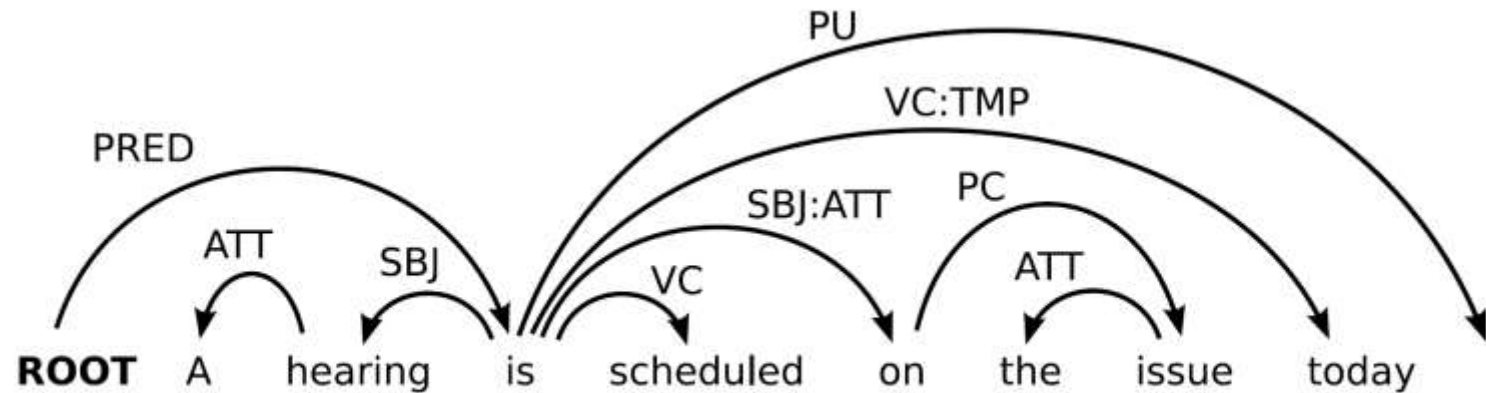 PU
VC:TMP
PRED
SBJ:ATT
PC
ATT
SBJ
VC
ATT
ROOT A hearing is scheduled on the issue today